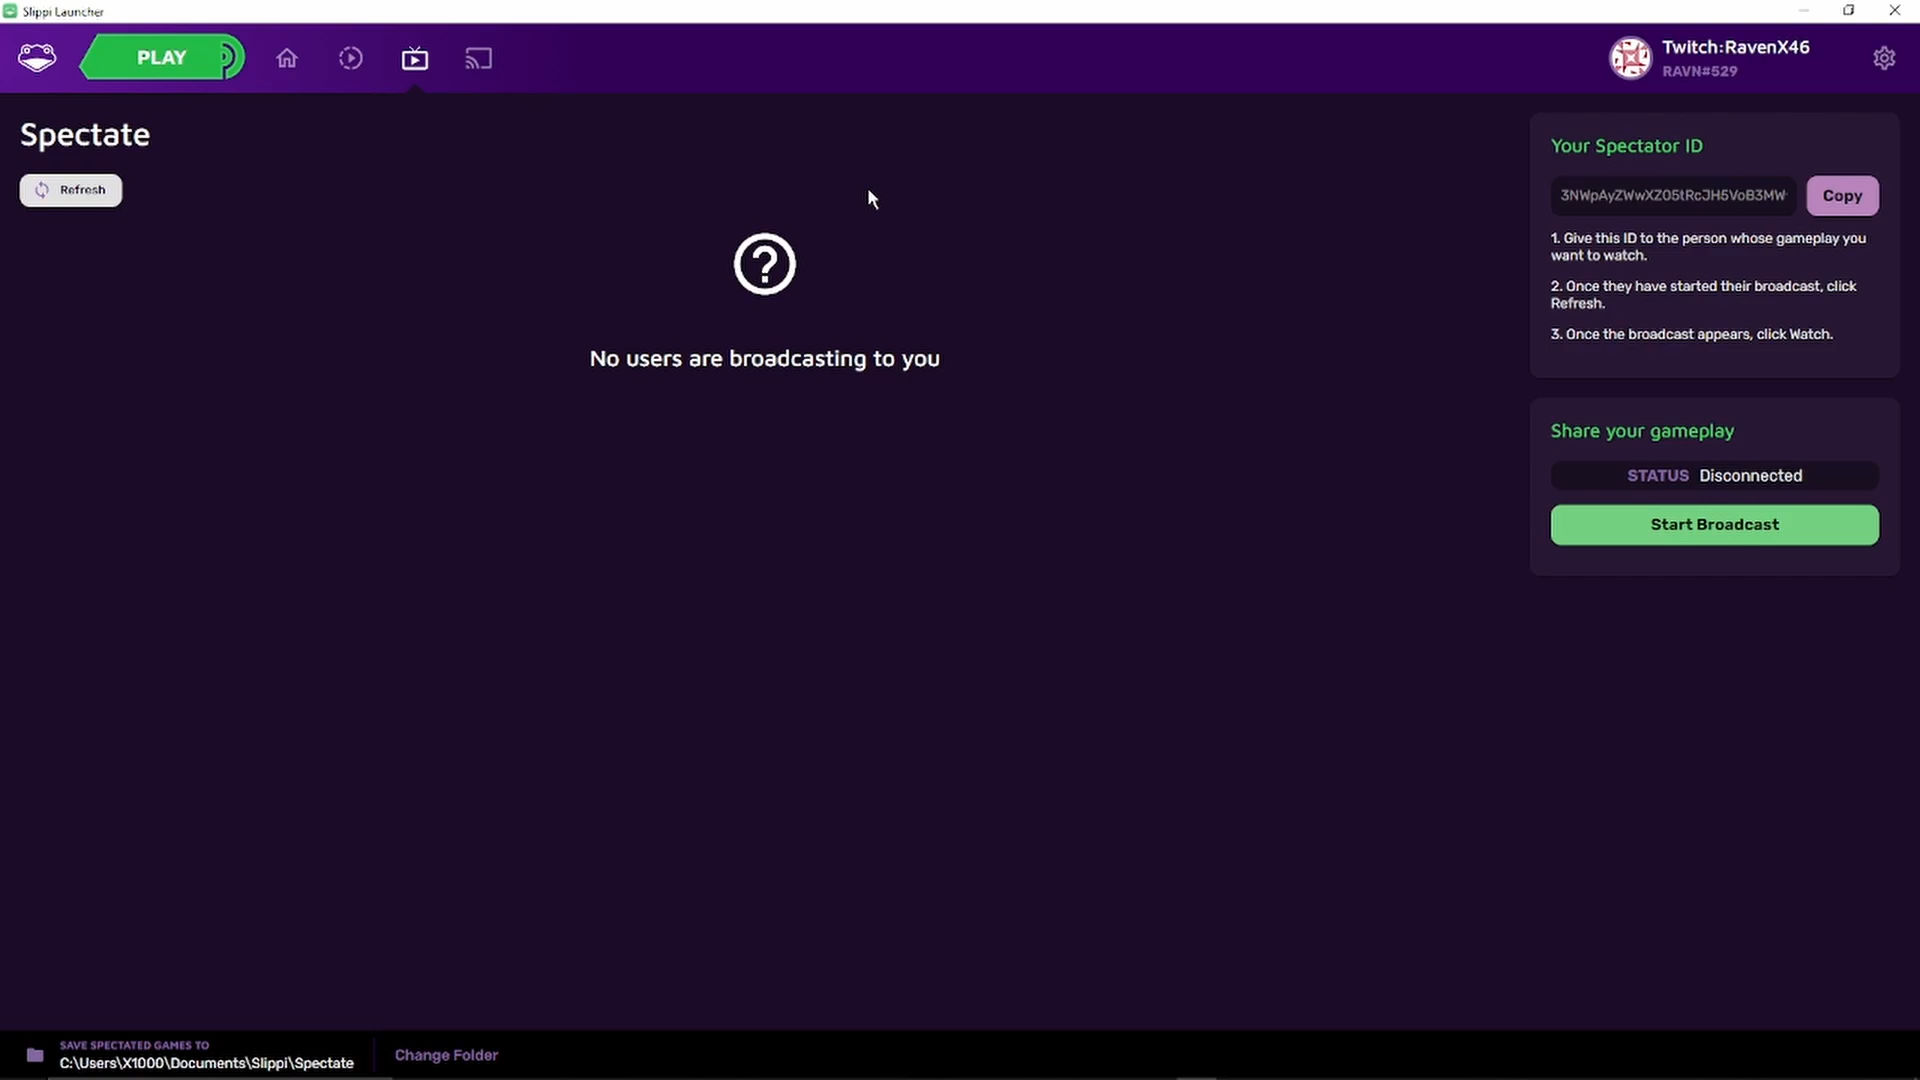 Slippi Launcher
PLAY
Twitch:RavenX46
RAVN#529
Spectate
Refresh
No users are broadcasting to you
Your Spectator ID
3NWpAyZWwXZO5tRcJH5VoB3MW
Copy
1. Give this ID to the person whose gameplay you
want to watch.
2. Once they have started their broadcast, click
Refresh.
3. Once the broadcast appears, click Watch.
Share your gameplay
STATUS Disconnected
Start Broadcast
SAVE SPECTATED GAMES TO
C:\Users\X1000\Documents\Slippi\Spectate
Change Folder